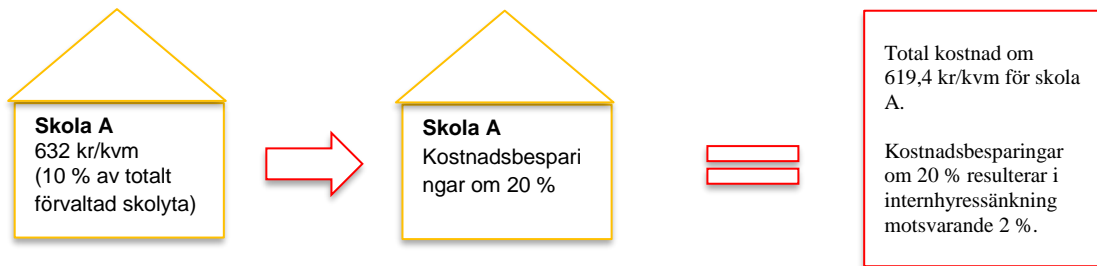 Skola A
632 kr/kvm
(10 % av totalt
förvaltad skolyta)
Skola A
Kostnadsbespari
ngar om 20 %
Total kostnad om
619,4 kr/kvm för skola
A.
Kostnadsbesparingar
om 20 % resulterar i
internhyressänkning
motsvarande 2 %.